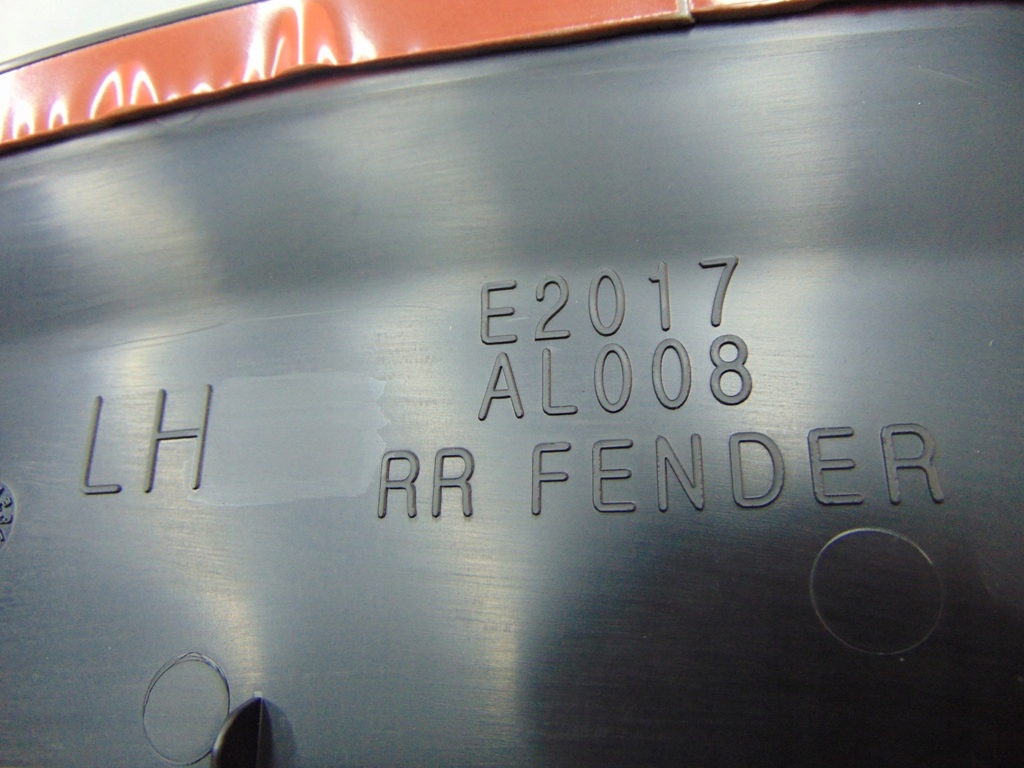 E2017
AL008
LH
RR FENDER